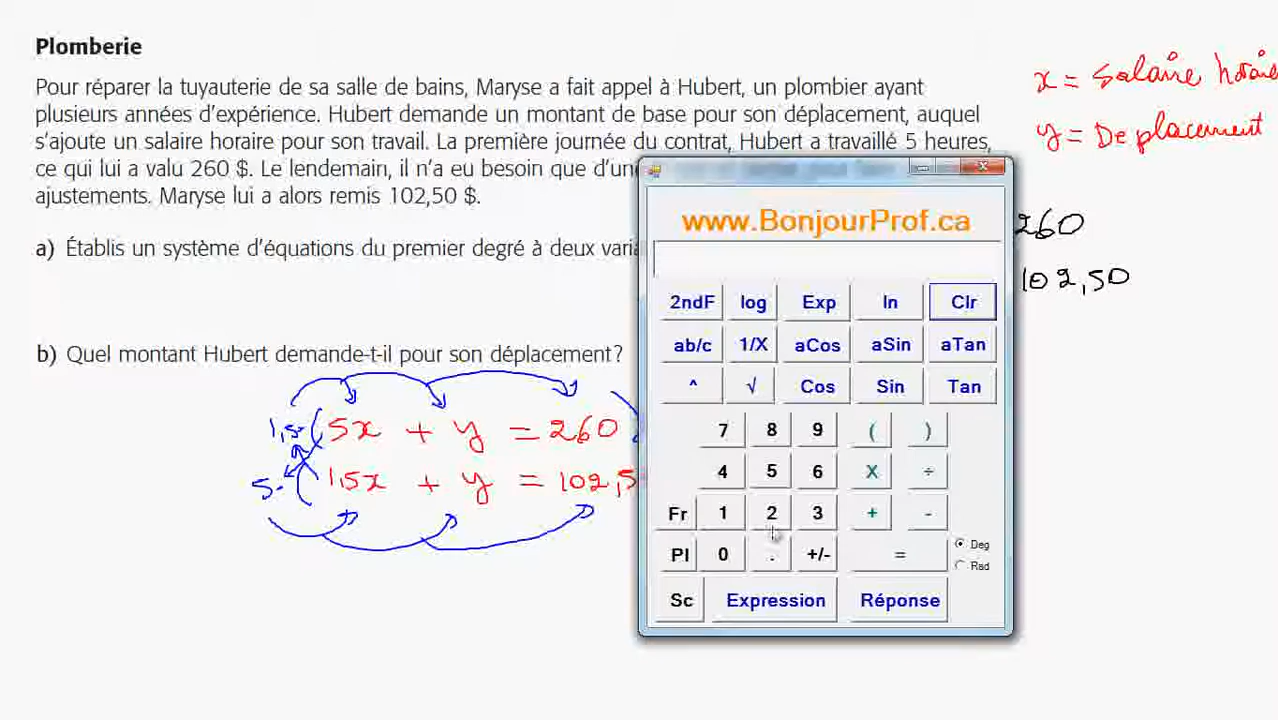 Plomberie
x = Salaire horaire
Pour réparer la tuyauterie de sa salle de bains, Maryse a fait appel à Hubert, un plombier ayant
plusieurs années d'expérience. Hubert demande un montant de base pour son déplacement, auquel
y = Deplacement
s'ajoute un salaire horaire pour son travail. La première journée du contrat, Hubert a travaillé 5 heures,
ce qui lui a valu 260 $. Le lendemain, il n'a eu besoin que d'un
ajustements. Maryse lui a alors remis 102,50 $.
www.BonjourProf.ca
260
a) Établis un système d'équations du premier degré à deux varia
102,50
2ndF log Exp ln Clr
ab/c 1/X aCos aSin aTan
b) Quel montant Hubert demande-t-il pour son déplacement?
^ √ Cos Sin Tan
1,5·(5x + y = 260
7 8 9 ( )
5·(1,5x + y = 102,5
4 5 6 X ÷
Fr 1 2 3 + -
PI 0 . +/- = Deg
Rad
Sc Expression Réponse